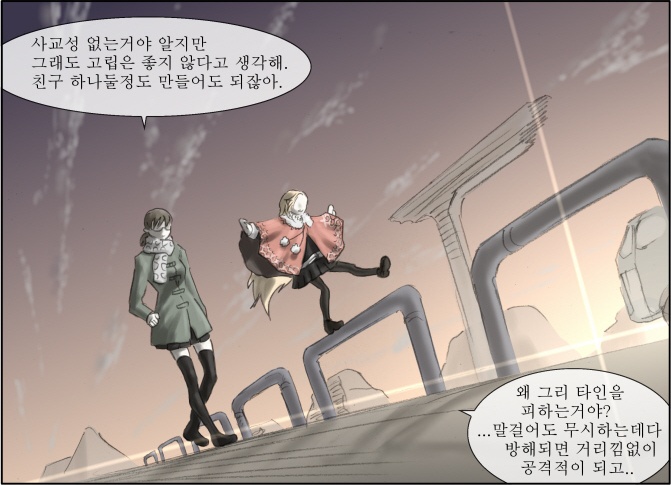 사교성 없는거야 알지만
그래도 고립은 좋지 않다고 생각해.
친구 하나둘정도 만들어도 되잖아.
왜 그리 타인을
피하는거야?
...말걸어도 무시하는데다
방해되면 거리낌없이
공격적이 되고..